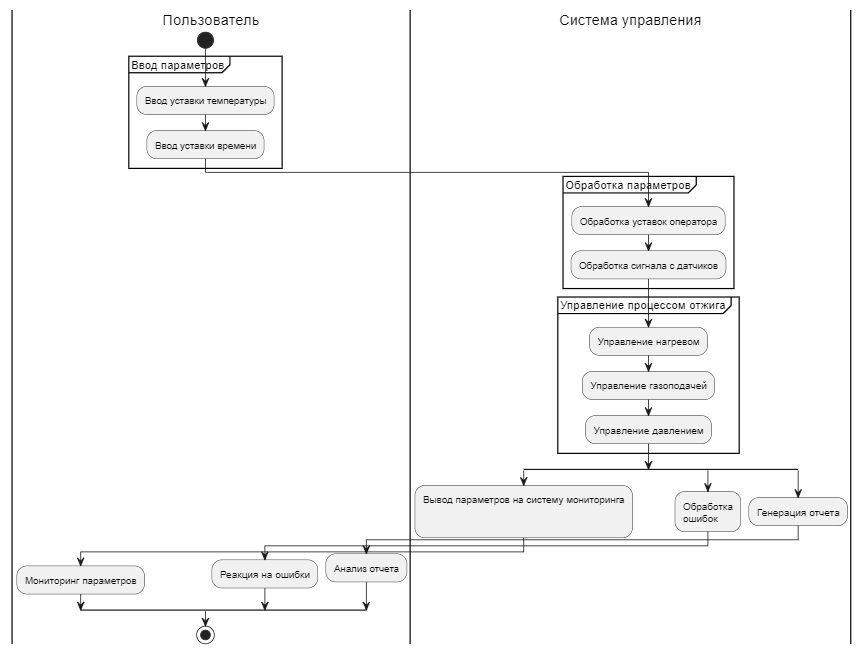 Пользователь
Система управления
Ввод параметров
Ввод уставки температуры
Ввод уставки времени
Обработка параметров
Обработка уставок оператора
Обработка сигнала с датчиков
Управление процессом отжига
Управление нагревом
Управление газоподачей
Управление давлением
Вывод параметров на систему мониторинга
Обработка
ошибок
Генерация отчета
Мониторинг параметров
Реакция на ошибки
Анализ отчета